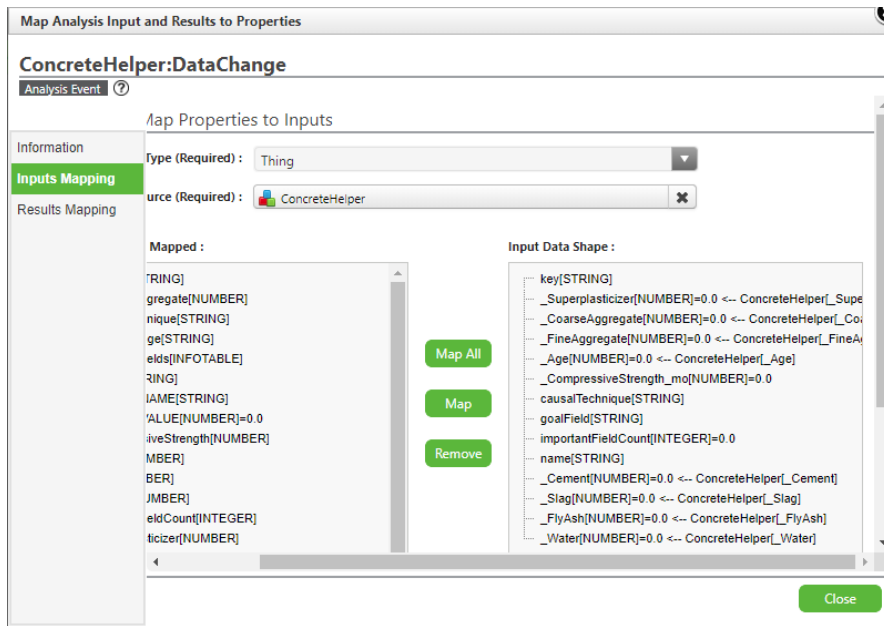 Map Analysis Input and Results to Properties
ConcreteHelper:DataChange
Analysis Event ?
Map Properties to Inputs
Information
Inputs Mapping
Results Mapping
Type (Required) : Thing
urce (Required) : ConcreteHelper
Mapped :
TRING]
ggregate[NUMBER]
nique[STRING]
ge[STRING]
elds[INFOTABLE]
RING]
NAME[STRING]
VALUE[NUMBER]=0.0
siveStrength[NUMBER]
MBER]
BER]
UMBER]
eldCount[INTEGER]
ticizer[NUMBER]
Map All
Map
Remove
Input Data Shape :
key[STRING]
_Superplasticizer[NUMBER]=0.0 <-- ConcreteHelper[_Supe
_CoarseAggregate[NUMBER]=0.0 <-- ConcreteHelper[_Coa
_FineAggregate[NUMBER]=0.0 <-- ConcreteHelper[_FineAg
_Age[NUMBER]=0.0 <-- ConcreteHelper[_Age]
_CompressiveStrength_mo[NUMBER]=0.0
causalTechnique[STRING]
goalField[STRING]
importantFieldCount[INTEGER]=0.0
name[STRING]
_Cement[NUMBER]=0.0 <-- ConcreteHelper[_Cement]
_Slag[NUMBER]=0.0 <-- ConcreteHelper[_Slag]
_FlyAsh[NUMBER]=0.0 <-- ConcreteHelper[_FlyAsh]
_Water[NUMBER]=0.0 <-- ConcreteHelper[_Water]
Close